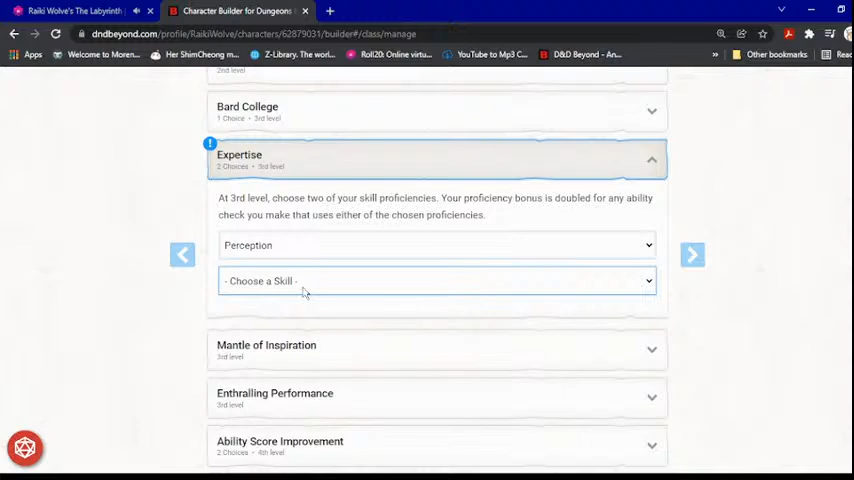 Raiki Wolve's The Labyrinth |
Character Builder for Dungeons
dndbeyond.com/profile/RaikiWolve/characters/62879031/builder#/class/manage
Apps
Welcome to Moren...
Her ShimCheong m...
Z-Library. The worl...
Roll20: Online virtu...
YouTube to Mp3 C...
D&D Beyond - An...
»
Other bookmarks
2nd level
Bard College
1 Choice • 3rd level
!
Expertise
2 Choices • 3rd level
At 3rd level, choose two of your skill proficiencies. Your proficiency bonus is doubled for any ability
check you make that uses either of the chosen proficiencies.
Perception
- Choose a Skill -
Mantle of Inspiration
3rd level
Enthralling Performance
3rd level
Ability Score Improvement
2 Choices • 4th level